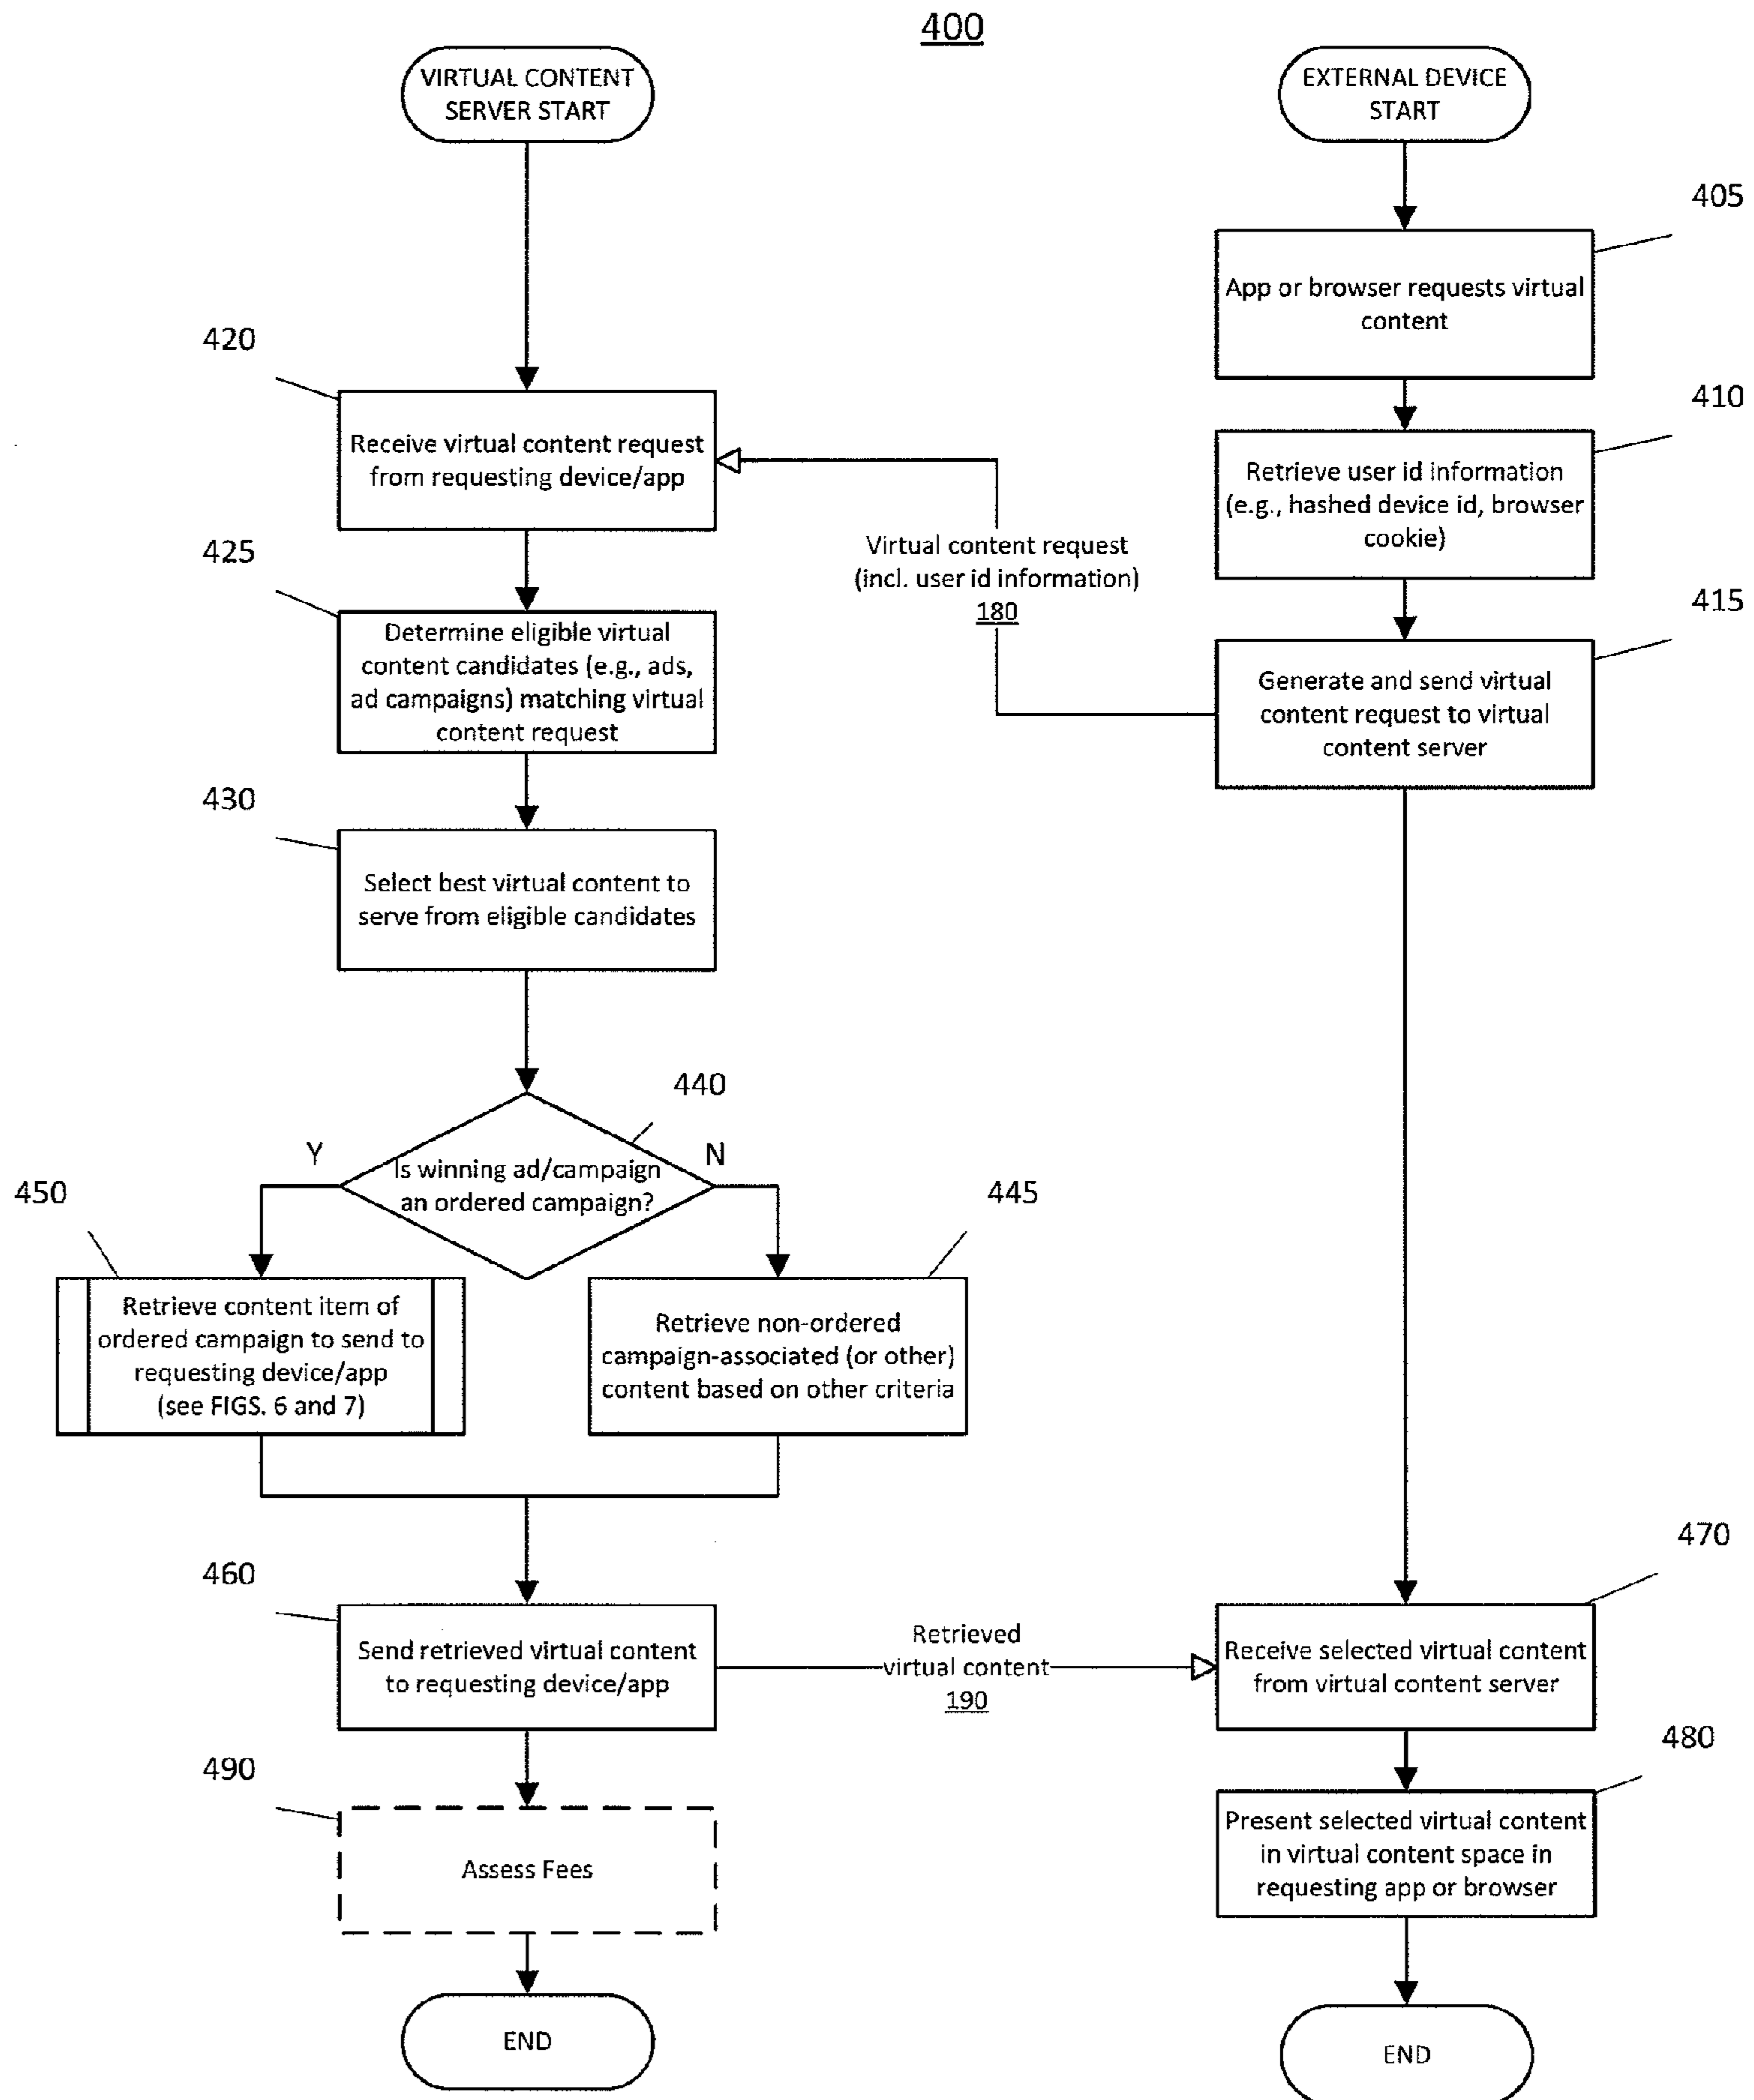 400
VIRTUAL CONTENT
SERVER START
EXTERNAL DEVICE
START
405
App or browser requests virtual
content
410
Retrieve user id information
(e.g., hashed device id, browser
cookie)
415
Generate and send virtual
content request to virtual
content server
Virtual content request
(incl. user id information)
180
420
Receive virtual content request
from requesting device/app
425
Determine eligible virtual
content candidates (e.g., ads,
ad campaigns) matching virtual
content request
430
Select best virtual content to
serve from eligible candidates
440
Is winning ad/campaign
an ordered campaign?
Y
N
450
Retrieve content item of
ordered campaign to send to
requesting device/app
(see FIGS. 6 and 7)
445
Retrieve non-ordered
campaign-associated (or other)
content based on other criteria
460
Send retrieved virtual content
to requesting device/app
Retrieved
virtual content
190
470
Receive selected virtual content
from virtual content server
480
Present selected virtual content
in virtual content space in
requesting app or browser
490
Assess Fees
END
END